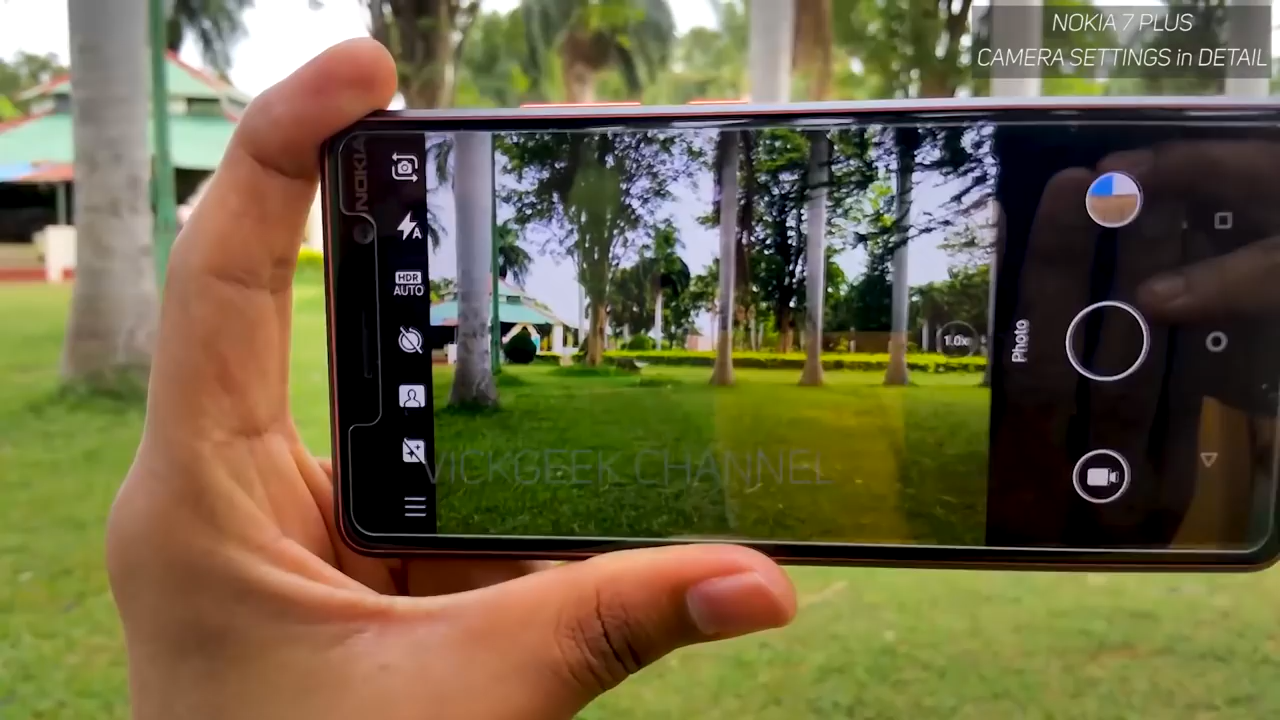 NOKIA 7 PLUS
CAMERA SETTINGS in DETAIL
NOKIA
A
HDR
AUTO
1.0x
Photo
VICKGEEK CHANNEL